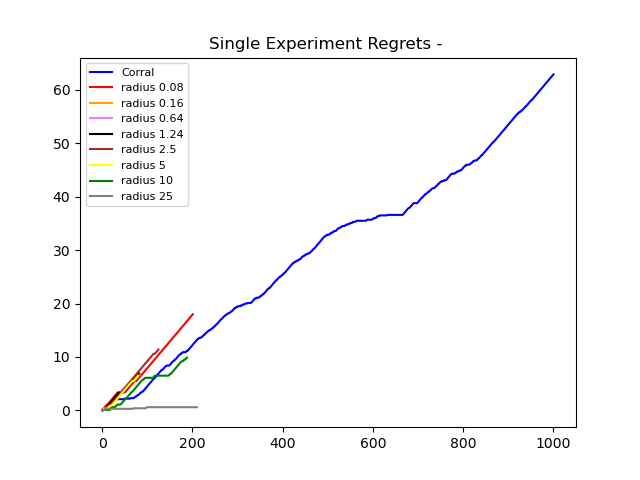 Single Experiment Regrets -
Corral
radius 0.08
radius 0.16
radius 0.64
radius 1.24
radius 2.5
radius 5
radius 10
radius 25
60
50
40
30
20
10
0
0 200 400 600 800 1000